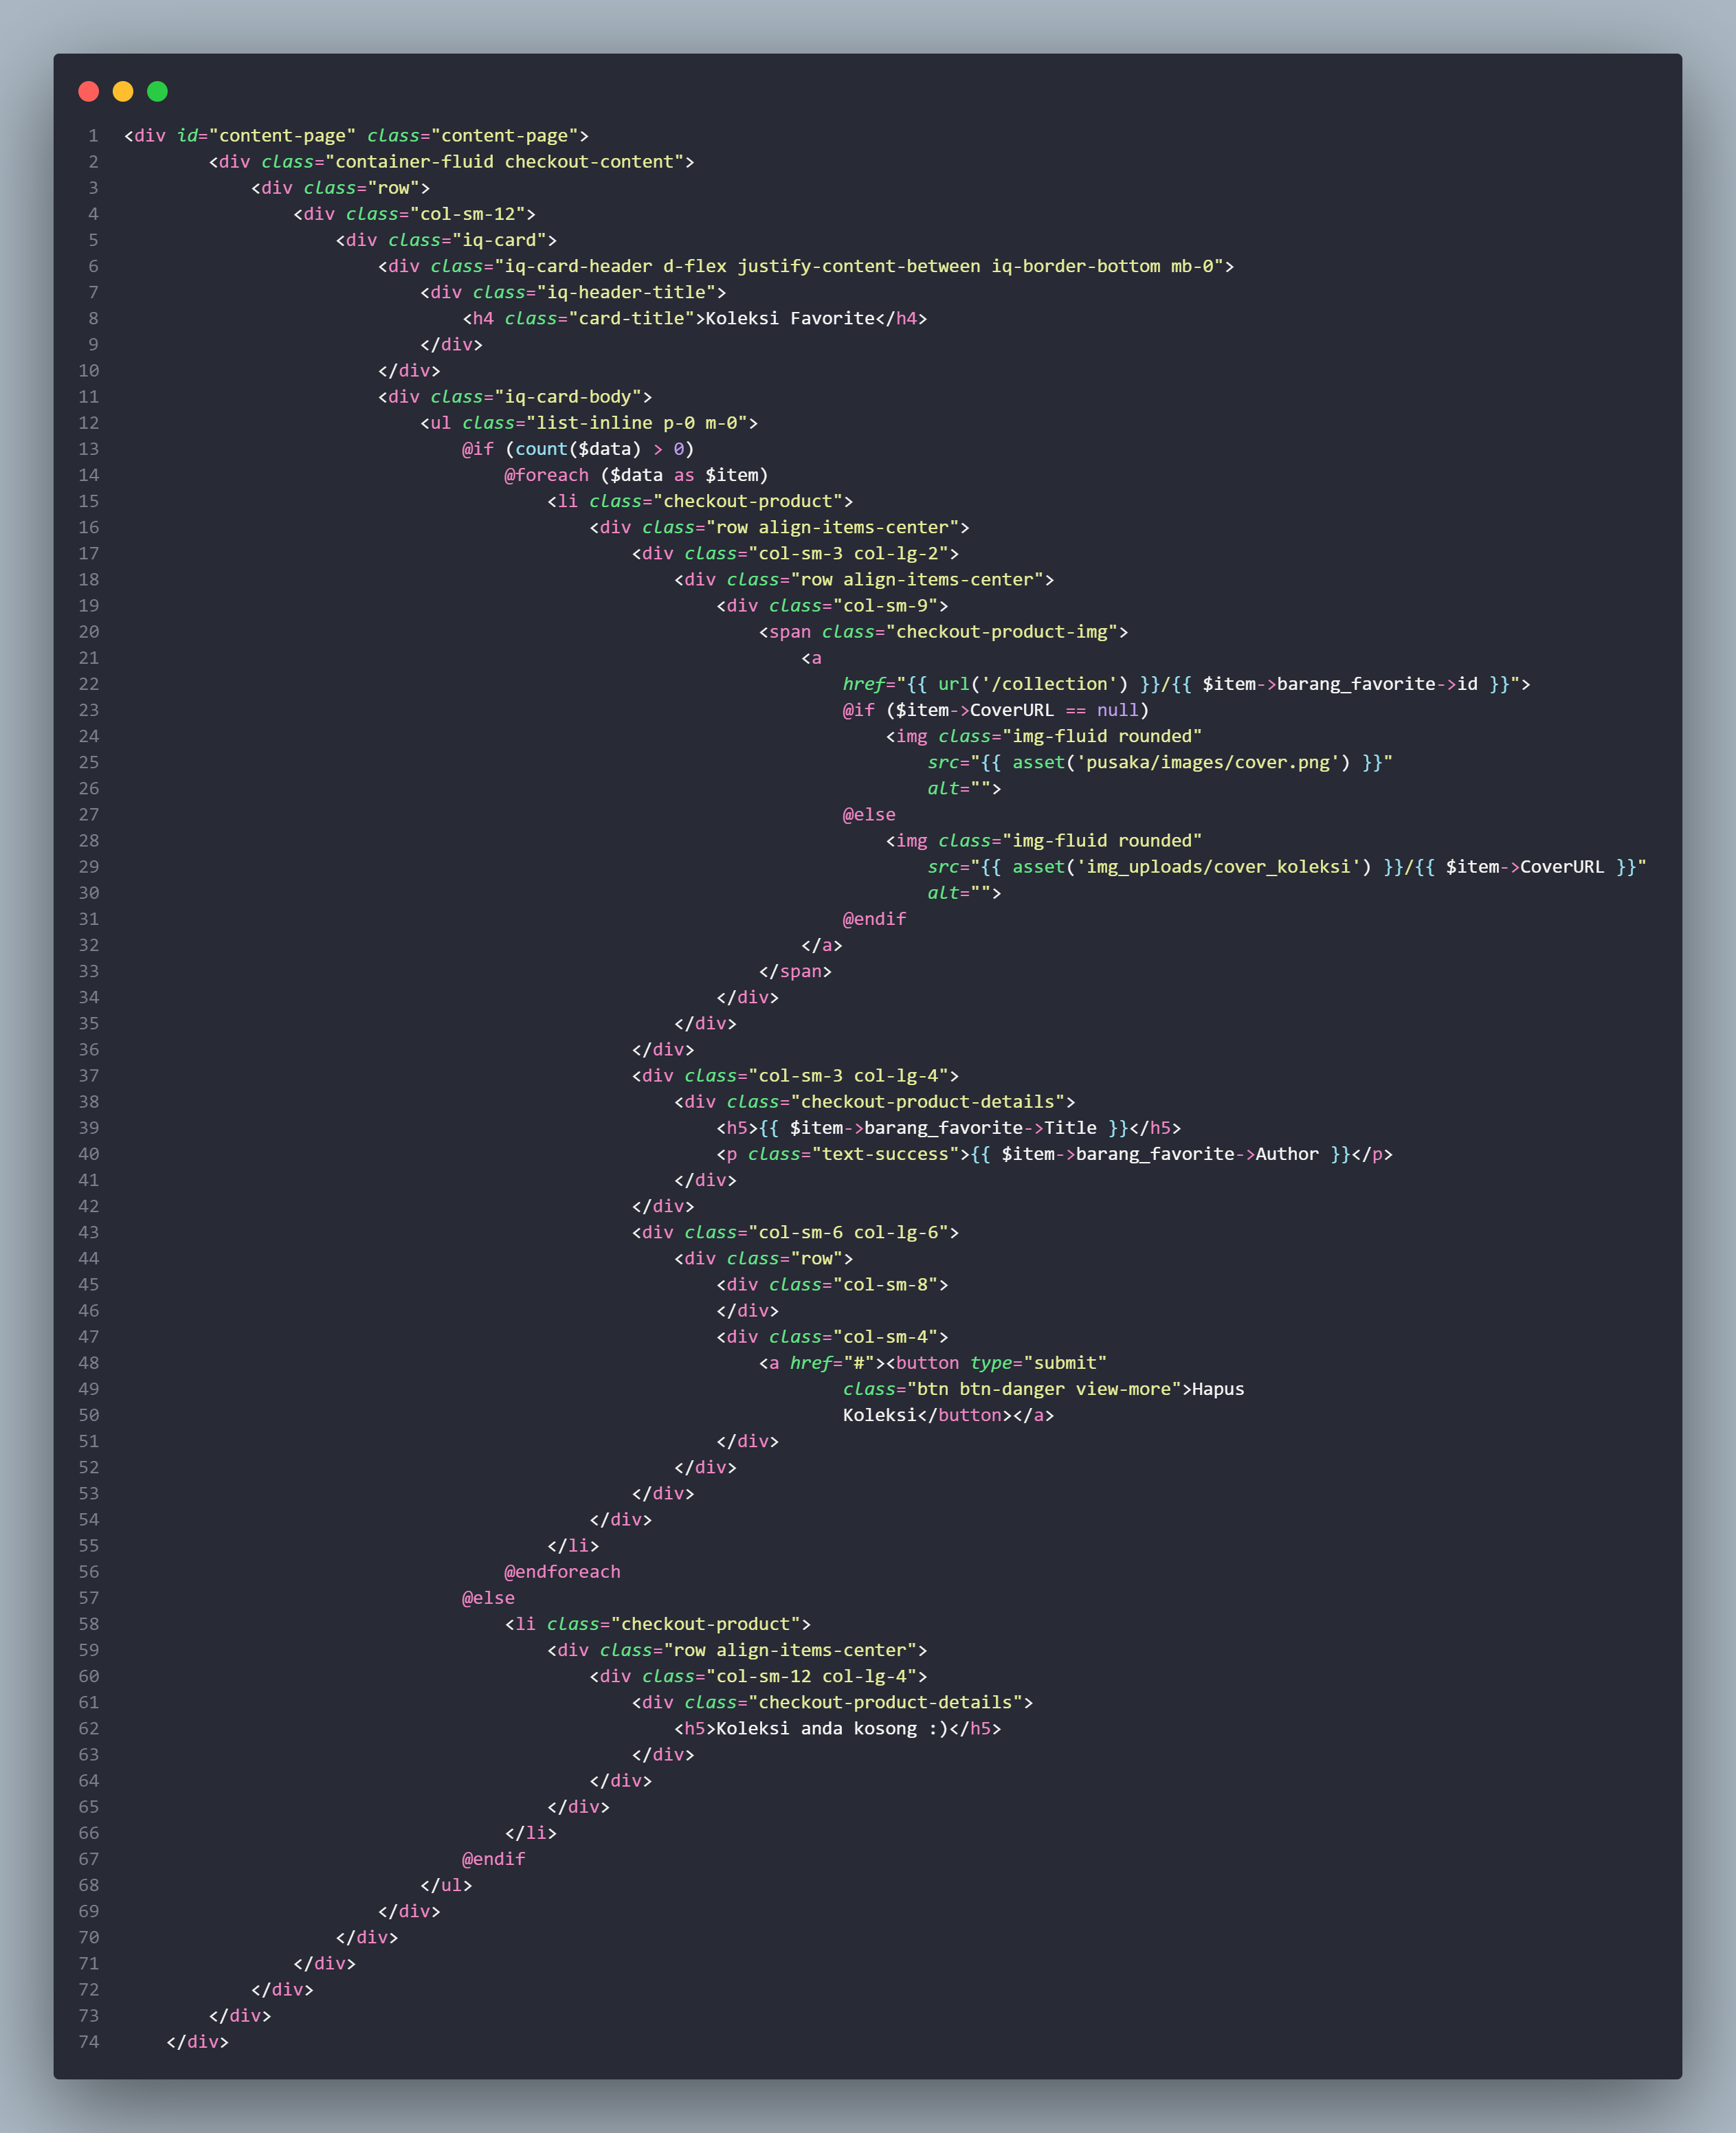 1 <div id="content-page" class="content-page">
2 <div class="container-fluid checkout-content">
3 <div class="row">
4 <div class="col-sm-12">
5 <div class="iq-card">
6 <div class="iq-card-header d-flex justify-content-between iq-border-bottom mb-0">
7 <div class="iq-header-title">
8 <h4 class="card-title">Koleksi Favorite</h4>
9 </div>
10 </div>
11 <div class="iq-card-body">
12 <ul class="list-inline p-0 m-0">
13 @if (count($data) > 0)
14 @foreach ($data as $item)
15 <li class="checkout-product">
16 <div class="row align-items-center">
17 <div class="col-sm-3 col-lg-2">
18 <div class="row align-items-center">
19 <div class="col-sm-9">
20 <span class="checkout-product-img">
21 <a
22 href="{{ url('/collection') }}/{{ $item->barang_favorite->id }}">
23 @if ($item->CoverURL == null)
24 <img class="img-fluid rounded"
25 src="{{ asset('pusaka/images/cover.png') }}"
26 alt="">
27 @else
28 <img class="img-fluid rounded"
29 src="{{ asset('img_uploads/cover_koleksi') }}/{{ $item->CoverURL }}"
30 alt="">
31 @endif
32 </a>
33 </span>
34 </div>
35 </div>
36 </div>
37 <div class="col-sm-3 col-lg-4">
38 <div class="checkout-product-details">
39 <h5>{{ $item->barang_favorite->Title }}</h5>
40 <p class="text-success">{{ $item->barang_favorite->Author }}</p>
41 </div>
42 </div>
43 <div class="col-sm-6 col-lg-6">
44 <div class="row">
45 <div class="col-sm-8">
46 </div>
47 <div class="col-sm-4">
48 <a href="#"><button type="submit"
49 class="btn btn-danger view-more">Hapus
50 Koleksi</button></a>
51 </div>
52 </div>
53 </div>
54 </div>
55 </li>
56 @endforeach
57 @else
58 <li class="checkout-product">
59 <div class="row align-items-center">
60 <div class="col-sm-12 col-lg-4">
61 <div class="checkout-product-details">
62 <h5>Koleksi anda kosong :)</h5>
63 </div>
64 </div>
65 </div>
66 </li>
67 @endif
68 </ul>
69 </div>
70 </div>
71 </div>
72 </div>
73 </div>
74 </div>